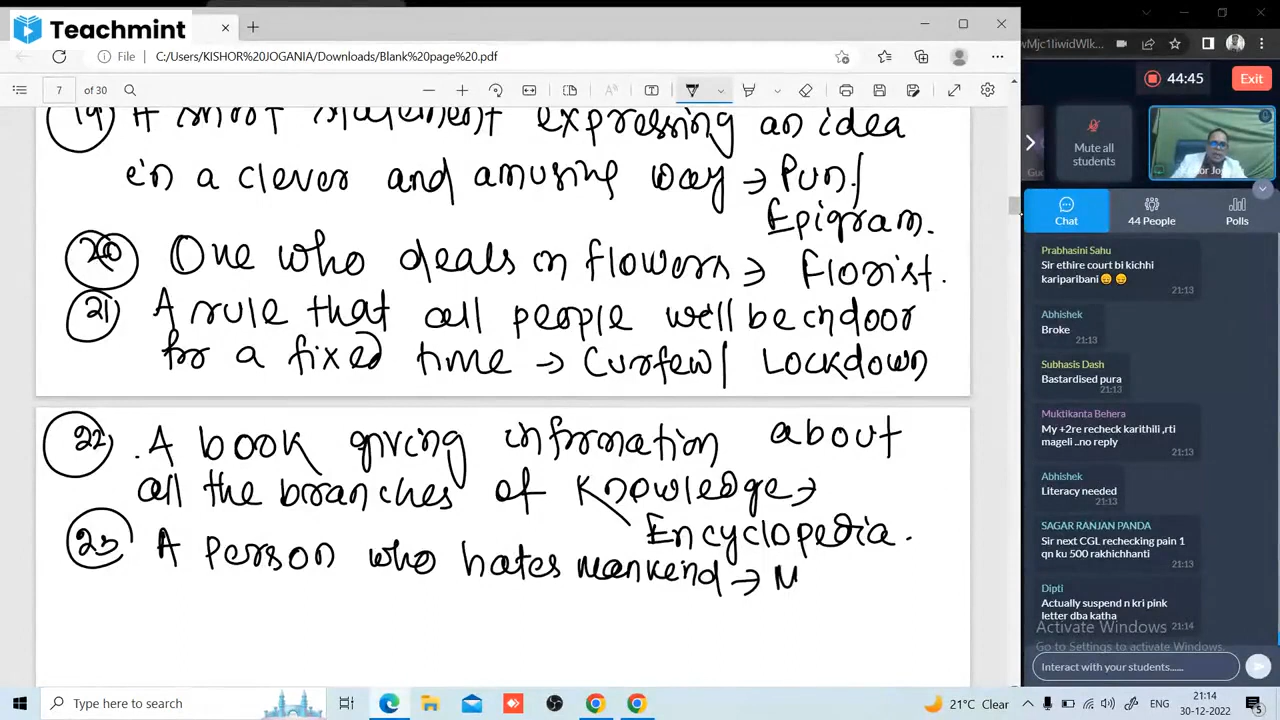 Teachmint
File C:/Users/KISHOR%20JOGANIA/Downloads/Blank%20page%20.pdf
7 of 30
44:45
Exit
Mute all students
Chat
44 People
Polls
(19) A short statement expressing an idea
in a clever and amusing way → Pun/
Epigram.
(20) One who deals in flowers → Florist.
(21) A rule that all people will be indoor
for a fixed time → Curfew/ Lockdown
(22) . A book giving information about
all the branches of Knowledge →
Encyclopedia.
(23) A person who hates mankind → M
Prabhasini Sahu
Sir ethire court bi kichhi
kariparibani
21:13
Abhishek
Broke
21:13
Subhasis Dash
Bastardised pura
21:13
Muktikanta Behera
My +2re recheck karithili ,rti
mageli ..no reply
21:13
Abhishek
Literacy needed
21:13
SAGAR RANJAN PANDA
Sir next CGL rechecking pain 1
qn ku 500 rakhichhanti
21:13
Dipti
Actually suspend n kri pink
letter dba katha
21:14
Activate Windows
Go to Settings to activate Windows.
Interact with your students......
Type here to search
21°C Clear
ENG
21:14
30-12-2022
5